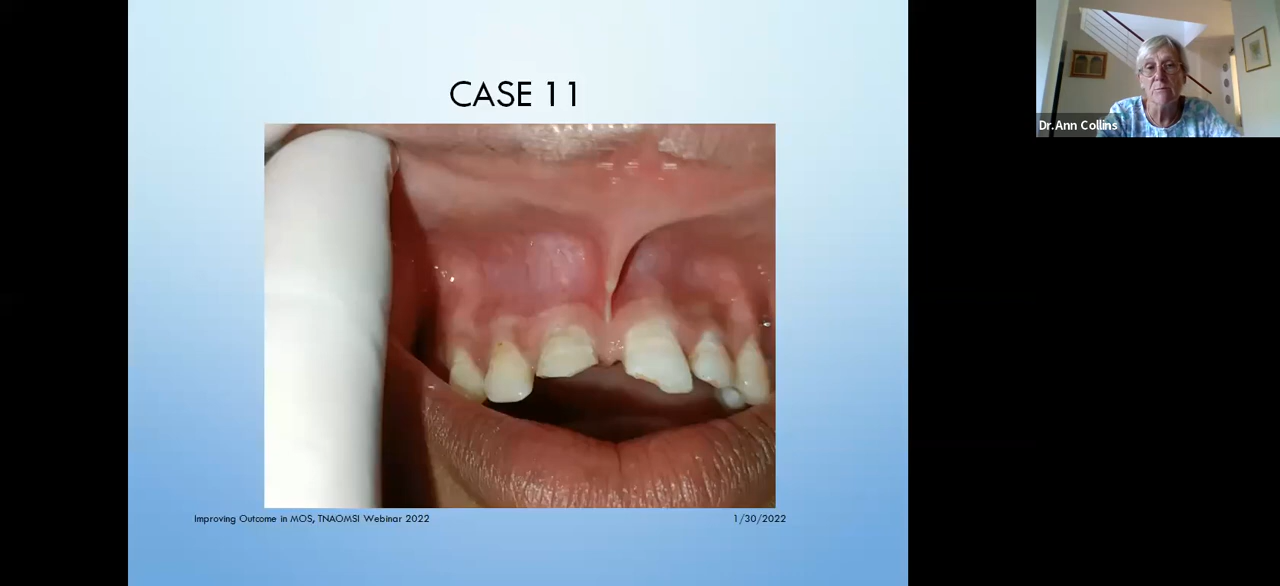 CASE 11
Dr.Ann Collins
Improving Outcome in MOS, TNAOMSI Webinar 2022
1/30/2022